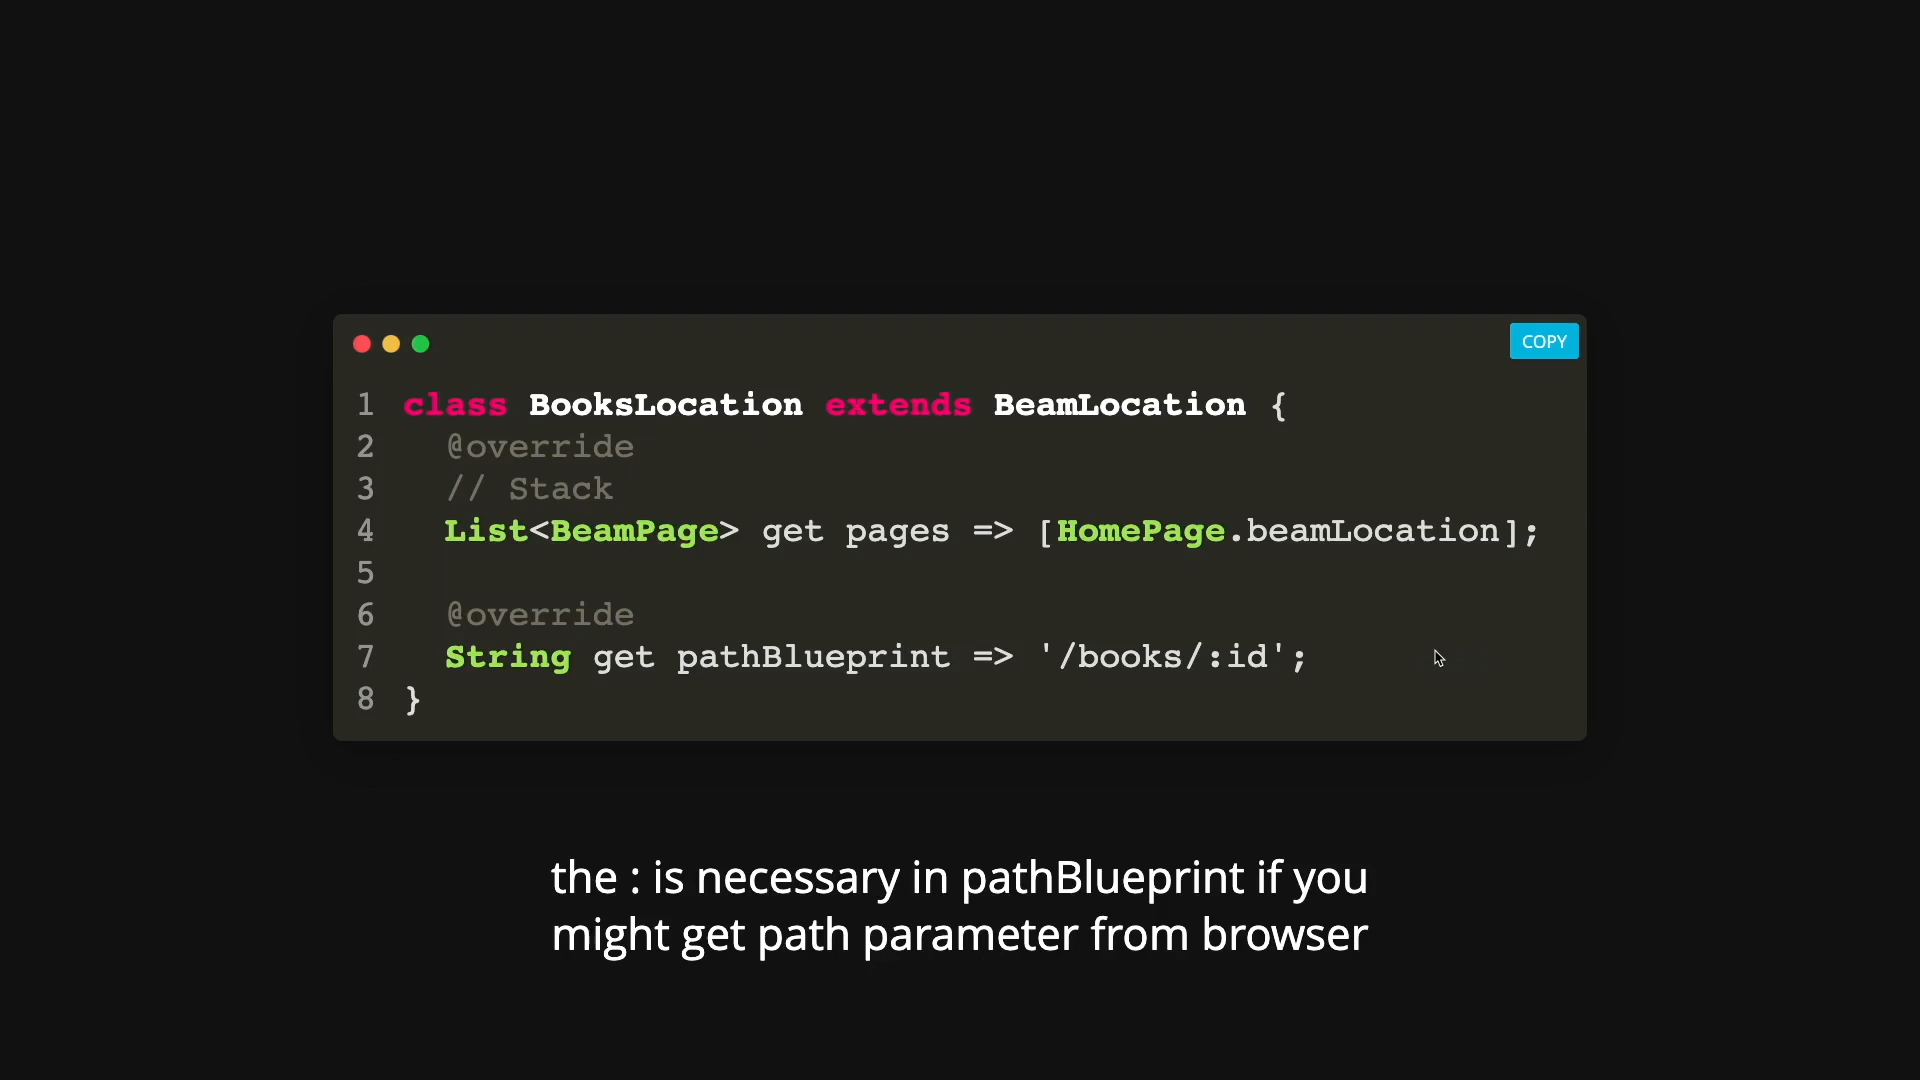 COPY
1 class BooksLocation extends BeamLocation {
2   @override
3   // Stack
4   List<BeamPage> get pages => [HomePage.beamLocation];
5
6   @override
7   String get pathBlueprint => '/books/:id';
8 }
the : is necessary in pathBlueprint if you
might get path parameter from browser